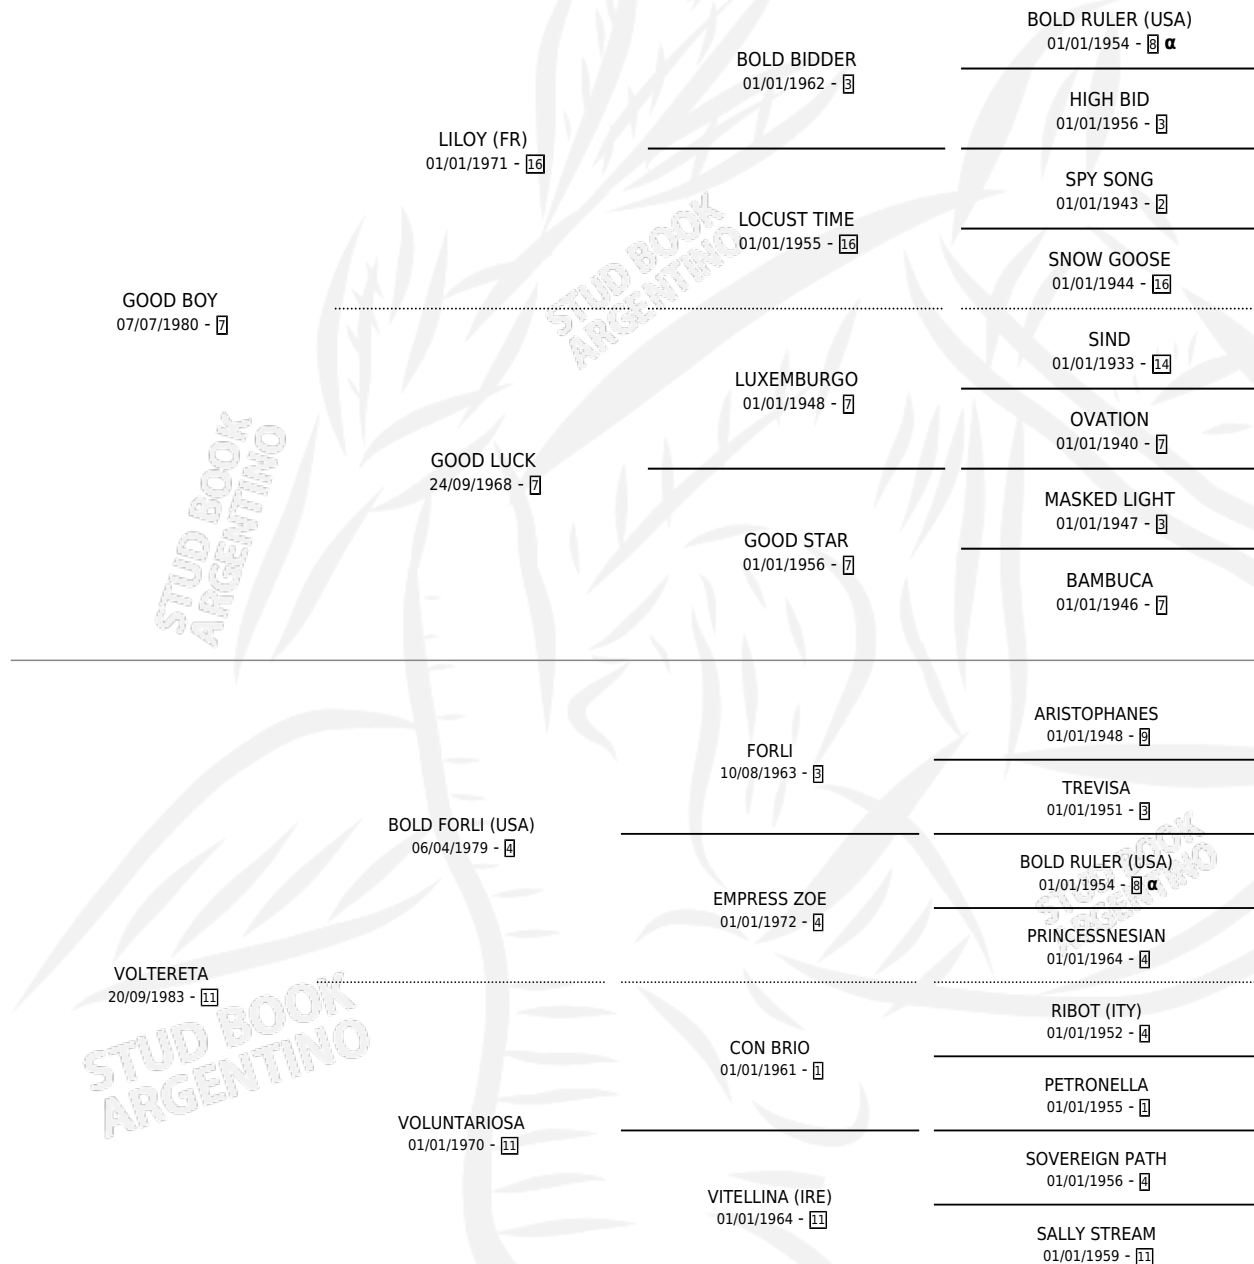 BOLD RULER (USA)
01/01/1954 - 8 α
BOLD BIDDER
01/01/1962 - 3
HIGH BID
01/01/1956 - 3
LILOY (FR)
01/01/1971 - 16
SPY SONG
01/01/1943 - 2
LOCUST TIME
01/01/1955 - 16
SNOW GOOSE
01/01/1944 - 16
STUD BOOK
ARGENTINO
GOOD BOY
07/07/1980 - 7
SIND
01/01/1933 - 14
LUXEMBURGO
01/01/1948 - 7
OVATION
01/01/1940 - 7
GOOD LUCK
24/09/1968 - 7
MASKED LIGHT
01/01/1947 - 3
STUD BOOK
ARGENTINO
GOOD STAR
01/01/1956 - 7
BAMBUCA
01/01/1946 - 7
ARISTOPHANES
01/01/1948 - 9
FORLI
10/08/1963 - 3
TREVISA
01/01/1951 - 3
BOLD FORLI (USA)
06/04/1979 - 4
STUD BOOK
ARGENTINO
BOLD RULER (USA)
01/01/1954 - 8 α
EMPRESS ZOE
01/01/1972 - 4
PRINCESSNESIAN
01/01/1964 - 4
VOLTERETA
20/09/1983 - 11
STUD BOOK
ARGENTINO
RIBOT (ITY)
01/01/1952 - 4
CON BRIO
01/01/1961 - 1
PETRONELLA
01/01/1955 - 1
VOLUNTARIOSA
01/01/1970 - 11
SOVEREIGN PATH
01/01/1956 - 4
VITELLINA (IRE)
01/01/1964 - 11
SALLY STREAM
01/01/1959 - 11